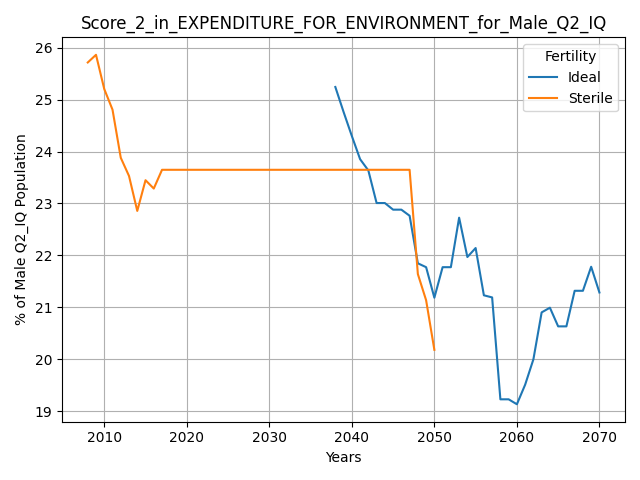 Score_2_in_EXPENDITURE_FOR_ENVIRONMENT_for_Male_Q2_IQ
Fertility
Ideal
Sterile
% of Male Q2_IQ Population
26
25
24
23
22
21
20
19
2010 2020 2030 2040 2050 2060 2070
Years